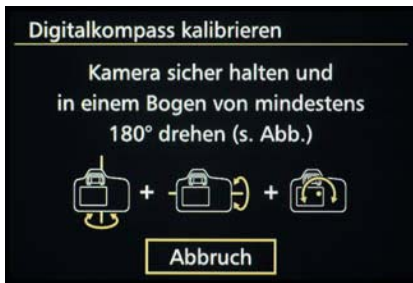 Digitalkompass kalibrieren
Kamera sicher halten und
in einem Bogen von mindestens
180° drehen (s. Abb.)
+ +
Abbruch